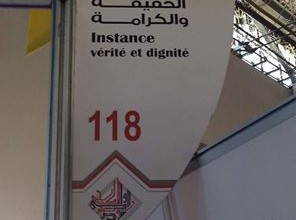 الحقيقة
والكرامة
Instance
vérité et dignité
118